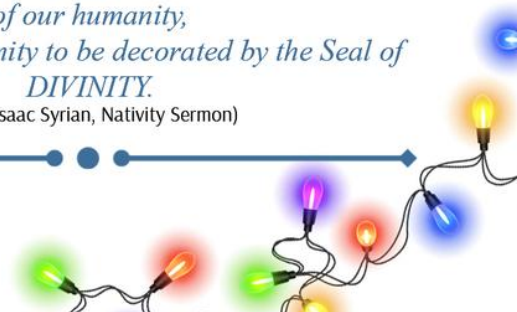 of our humanity,
nity to be decorated by the Seal of
DIVINITY.
saac Syrian, Nativity Sermon)